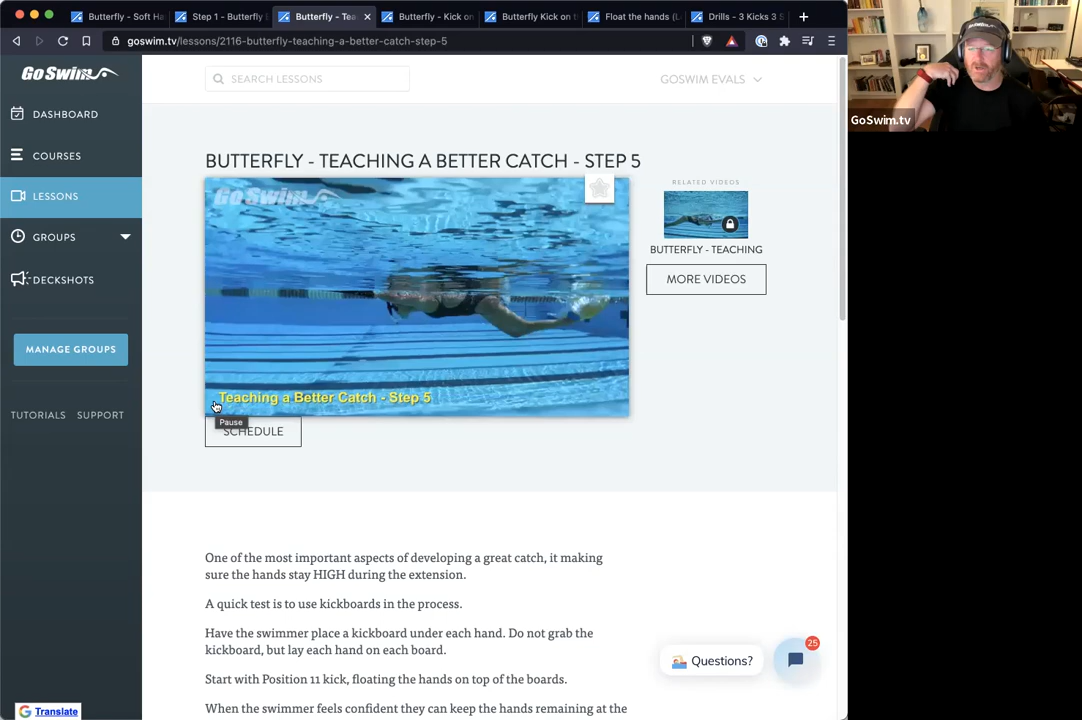 Butterfly - Soft Ha
Step 1 - Butterfly
Butterfly - Tea
Butterfly - Kick on
Butterfly Kick on t
Float the hands (L
Drills - 3 Kicks 3 S
goswim.tv/lessons/2116-butterfly-teaching-a-better-catch-step-5
GoSwim
SEARCH LESSONS
GOSWIM EVALS
GoSwim.tv
DASHBOARD
COURSES
LESSONS
GROUPS
DECKSHOTS
MANAGE GROUPS
TUTORIALS
SUPPORT
BUTTERFLY - TEACHING A BETTER CATCH - STEP 5
GoSwim
Teaching a Better Catch - Step 5
Pause
SCHEDULE
RELATED VIDEOS
BUTTERFLY - TEACHING
MORE VIDEOS
One of the most important aspects of developing a great catch, it making
sure the hands stay HIGH during the extension.
A quick test is to use kickboards in the process.
Have the swimmer place a kickboard under each hand. Do not grab the
kickboard, but lay each hand on each board.
Start with Position 11 kick, floating the hands on top of the boards.
When the swimmer feels confident they can keep the hands remaining at the
Questions?
25
Translate